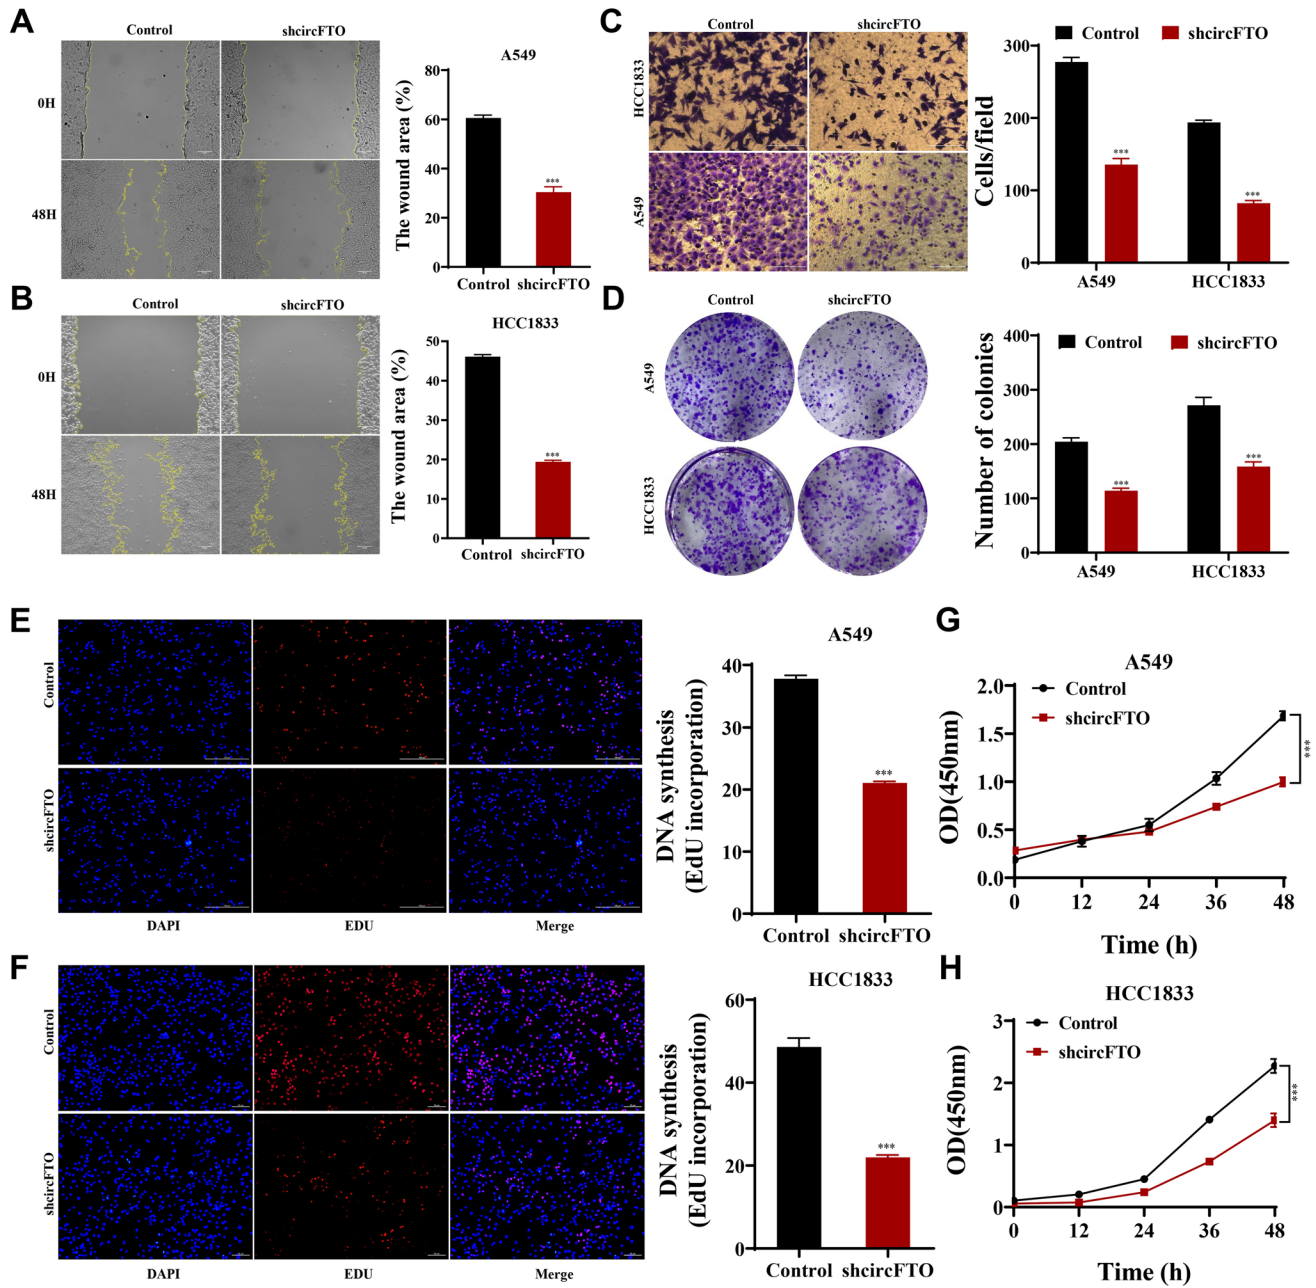 A
Control
shcircFTO
0H
48H
A549
The wound area (%)
80
60
40
60
0
***
Control shcircFTO
B
Control
shcircFTO
0H
48H
HCC1833
The wound area (%)
50
40
30
20
10
0
***
Control shcircFTO
C
Control
shcircFTO
HCC1833
A549
Control
shcircFTO
Cells/field
300
200
100
0
***
***
A549
HCC1833
D
Control
shcircFTO
A549
HCC1833
Control
shcircFTO
Number of colonies
400
300
200
100
0
***
***
A549
HCC1833
E
Control
shcircFTO
DAPI
EDU
Merge
A549
DNA synthesis
(EdU incorporation)
40
30
20
10
0
***
Control shcircFTO
F
Control
shcircFTO
DAPI
EDU
Merge
HCC1833
DNA synthesis
(EdU incorporation)
60
40
20
0
***
Control shcircFTO
G
A549
Control
shcircFTO
OD(450nm)
2.0
1.5
1.0
0.5
0.0
***
0 12 24 36 48
Time (h)
H
HCC1833
Control
shcircFTO
OD(450nm)
3
2
1
0
***
0 12 24 36 48
Time (h)